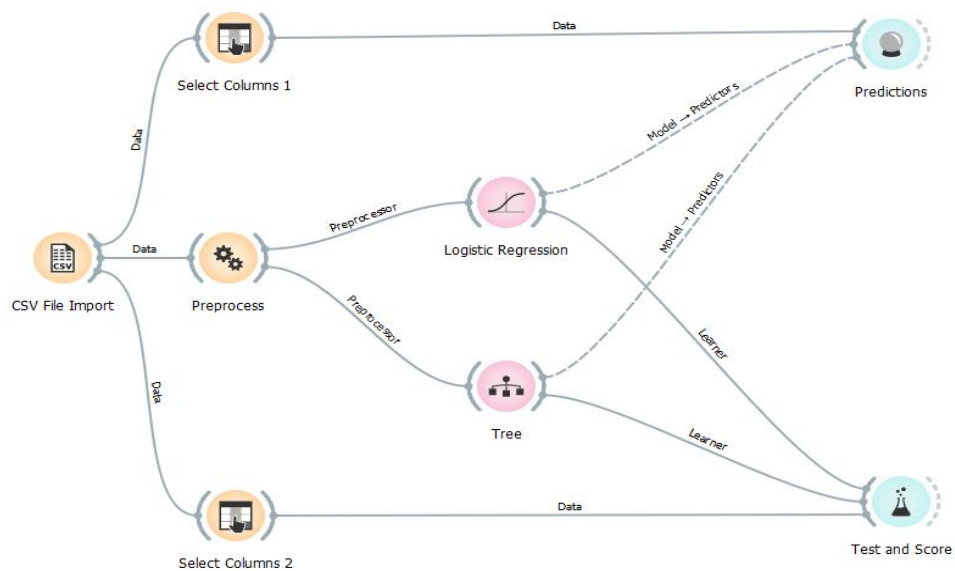 Data
Select Columns 1
Predictions
Data
Model → Predictors
Model → Predictors
Preprocessor
Logistic Regression
Data
CSV
CSV File Import
Preprocess
Preprocessor
Learner
Data
Tree
Learner
Data
Select Columns 2
Test and Score